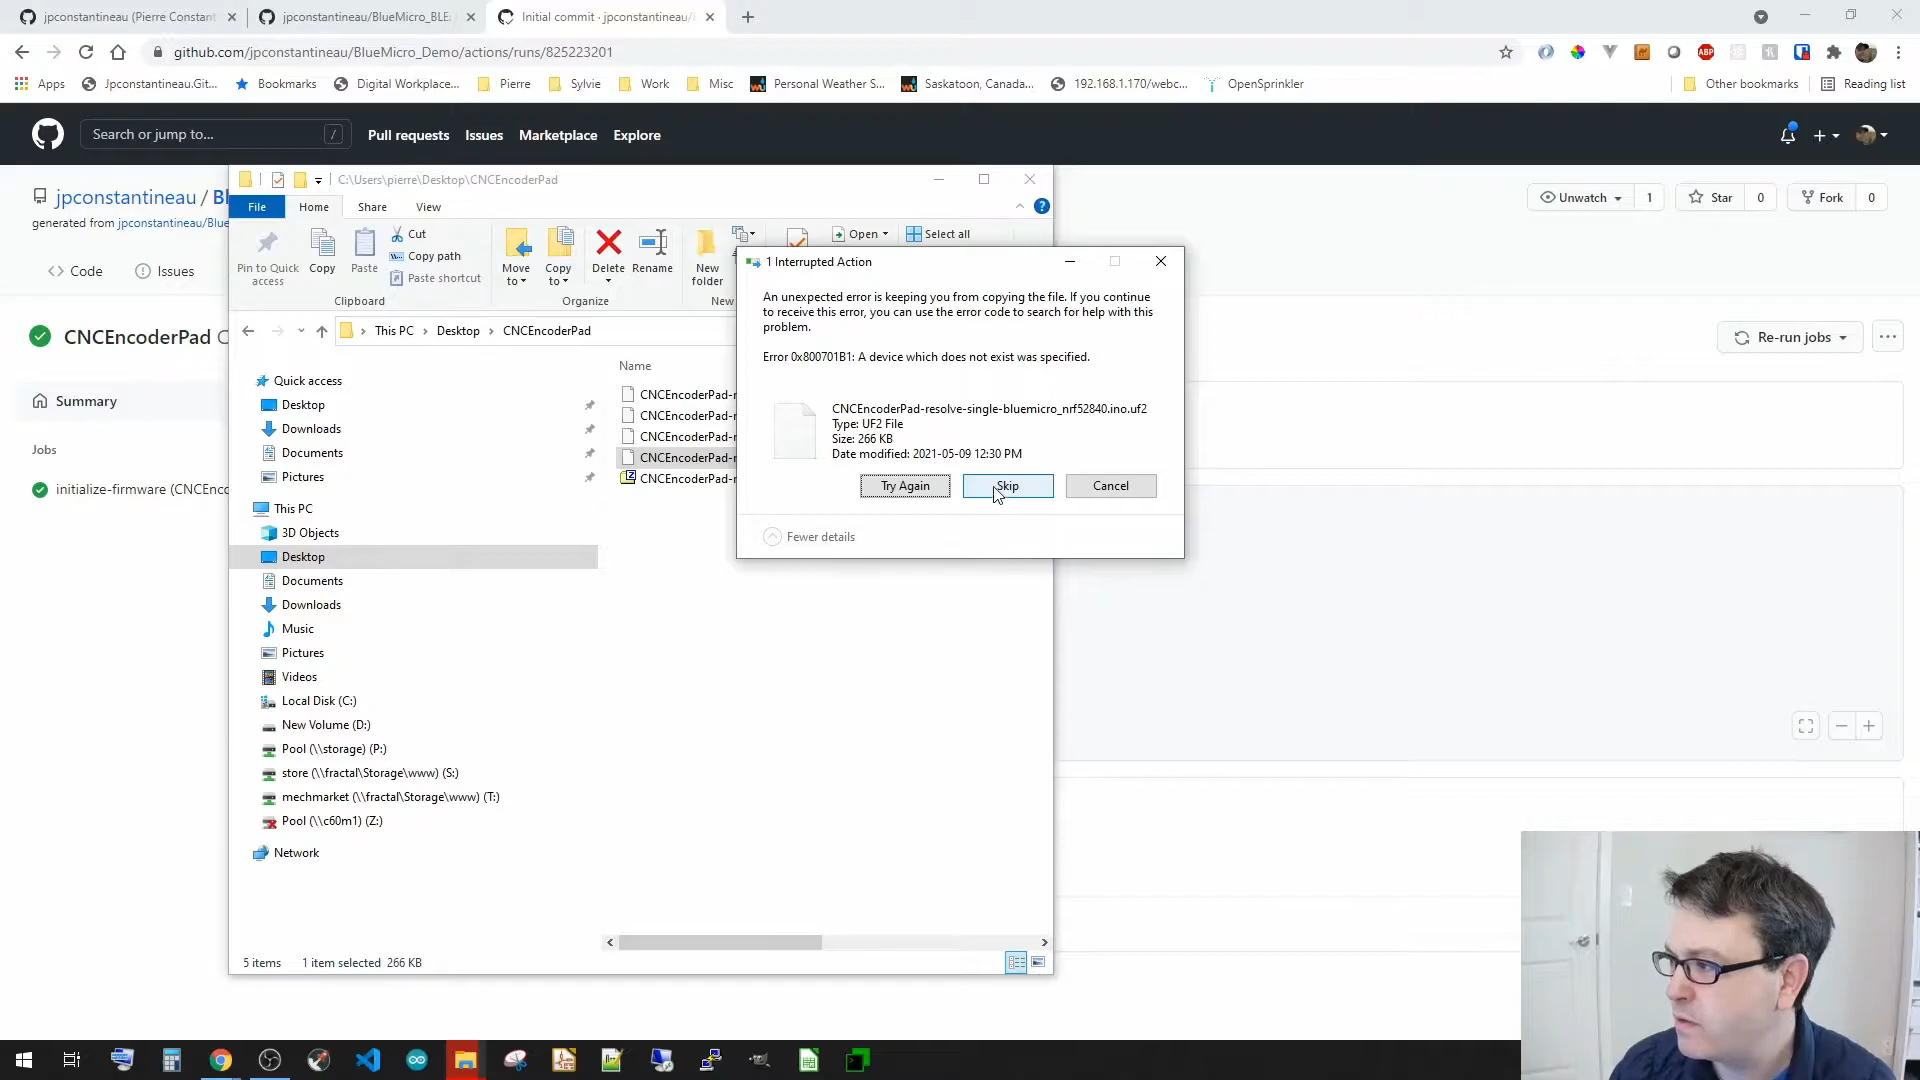 jpconstantineau (Pierre Constant
jpconstantineau/BlueMicro_BLE
Initial commit · jpconstantineau/
github.com/jpconstantineau/BlueMicro_Demo/actions/runs/825223201
ABP
Apps
Jpconstantineau.Git...
Bookmarks
Digital Workplace...
Pierre
Sylvie
Work
Misc
Personal Weather S...
Saskatoon, Canada...
192.168.1.170/webc...
OpenSprinkler
Other bookmarks
Reading list
Search or jump to...
/
Pull requests
Issues
Marketplace
Explore
jpconstantineau / Bl
generated from jpconstantineau/Blue
Unwatch
1
Star
0
Fork
0
Code
Issues
CNCEncoderPad C
Re-run jobs
Summary
Jobs
initialize-firmware (CNCEnco
C:\Users\pierre\Desktop\CNCEncoderPad
File
Home
Share
View
Pin to Quick access
Copy
Paste
Cut
Copy path
Paste shortcut
Clipboard
Move to
Copy to
Delete
Rename
Organize
New folder
New
Open
Select all
This PC
Desktop
CNCEncoderPad
Quick access
Desktop
Downloads
Documents
Pictures
This PC
3D Objects
Desktop
Documents
Downloads
Music
Pictures
Videos
Local Disk (C:)
New Volume (D:)
Pool (\\storage) (P:)
store (\\fractal\Storage\www) (S:)
mechmarket (\\fractal\Storage\www) (T:)
Pool (\\c60m1) (Z:)
Network
Name
CNCEncoderPad-r
CNCEncoderPad-r
CNCEncoderPad-r
CNCEncoderPad-r
CNCEncoderPad-r
5 items
1 item selected 266 KB
1 Interrupted Action
An unexpected error is keeping you from copying the file. If you continue
to receive this error, you can use the error code to search for help with this
problem.
Error 0x800701B1: A device which does not exist was specified.
CNCEncoderPad-resolve-single-bluemicro_nrf52840.ino.uf2
Type: UF2 File
Size: 266 KB
Date modified: 2021-05-09 12:30 PM
Try Again
Skip
Cancel
Fewer details